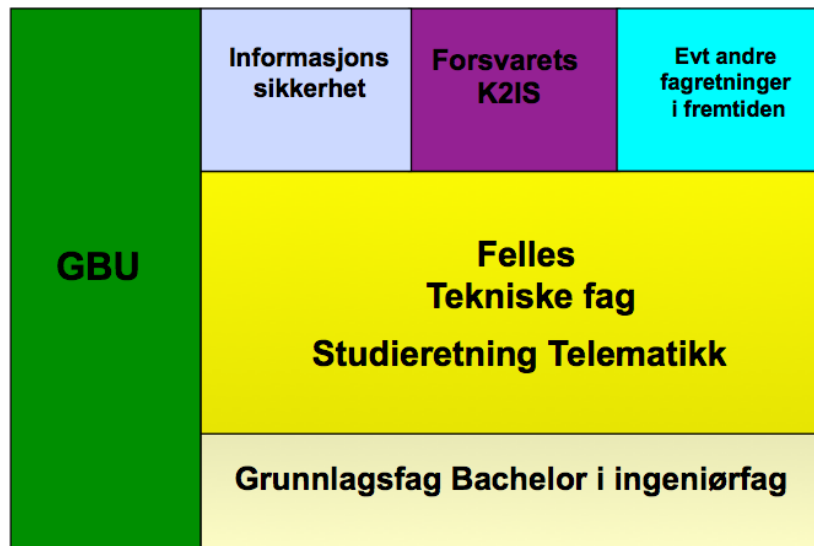 GBU
Informasjons
sikkerhet
Forsvarets
K2IS
Evt andre
fagretninger
i fremtiden
Felles
Tekniske fag
Studieretning Telematikk
Grunnlagsfag Bachelor i ingeniørfag